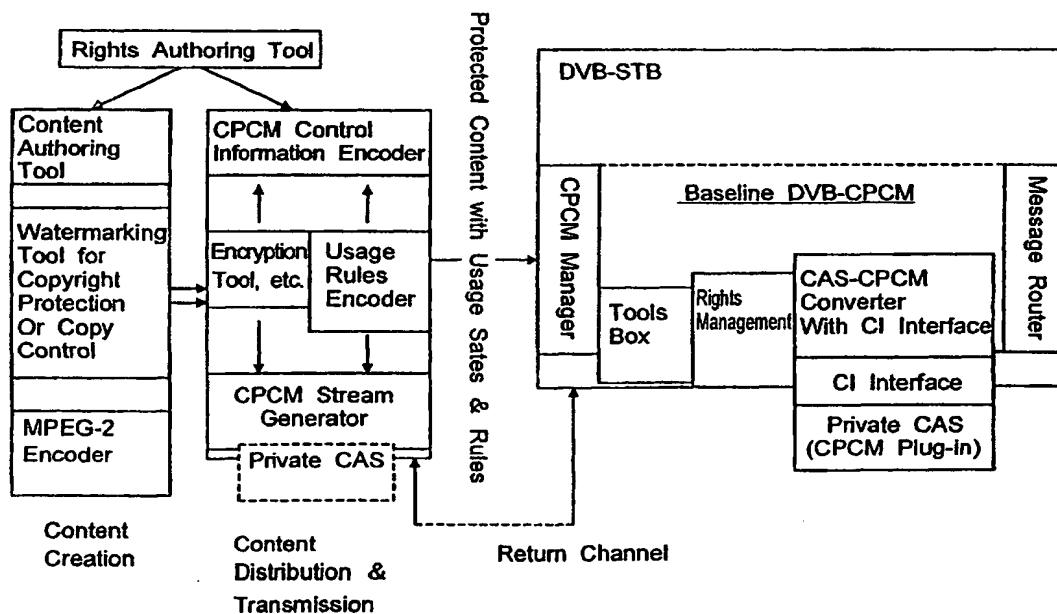 Rights Authoring Tool
Content
Authoring
Tool
Watermarking
Tool for
Copyright
Protection
Or Copy
Control
MPEG-2
Encoder
Content
Creation
CPCM Control
Information Encoder
Encryption
Tool, etc.
Usage
Rules
Encoder
CPCM Stream
Generator
Private CAS
Content
Distribution &
Transmission
Protected Content with Usage Sates & Rules
Return Channel
DVB-STB
CPCM Manager
Baseline DVB-CPCM
Tools
Box
Rights
Management
CAS-CPCM
Converter
With CI Interface
CI Interface
Private CAS
(CPCM Plug-in)
Message Router